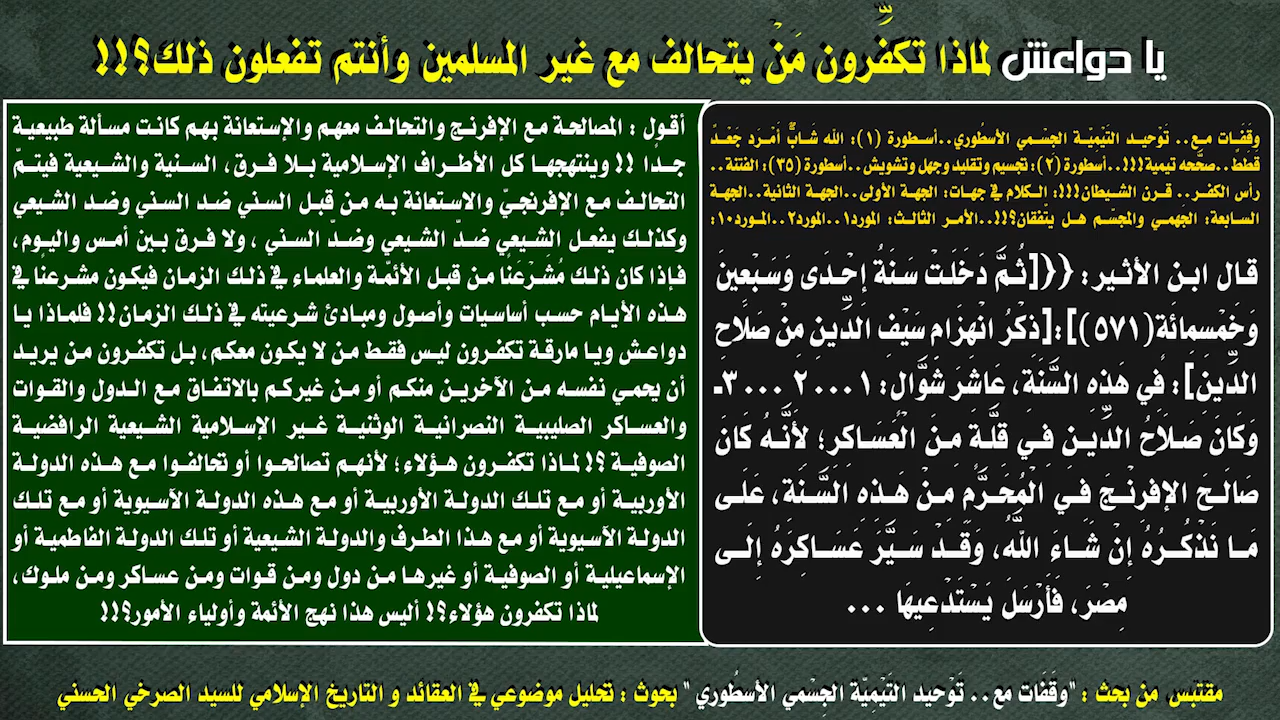 يا دواعش لماذا تكفِّرون مَنْ يتحالف مع غير المسلمين وأنتم تفعلون ذلك؟!!
وَقَفَات مع.. تَوْحيد التَيْمِيّة الجِسْمي الأسْطُوري..أسطورة (١): الله شَابٌّ أَمْرَد جَعْدٌ
قطط..صحَّحه تيمية!!!..أسطورة (٢): تجسيم وتقليد وجهل وتشويش..أسطورة (٣٥): الفتنة..
رأس الكفر.. قرن الشيطان!!!: الكلام في جهات: الجهة الأولى..الجهة الثانية..الجهة
السابعة: الجَهمي والمجسّم هل يتّفقان؟!!..الأمر الثالث: المورد١..المورد٢..المورد١٠:
قال ابن الأثير: {{[ثُمَّ دَخَلَتْ سَنَةُ إِحْدَى وَسَبْعِينَ
وَخَمْسِمِائَة(٥٧١)]:[ذِكْرُ انْهِزَامِ سَيْفِ الدِّينِ مِنْ صَلَاحِ
الدِّينِ]: فِي هَذِهِ السَّنَةِ، عَاشِرَ شَوَّالٍ: ١ ... ٢ ... ٣ـ
وَكَانَ صَلَاحُ الدِّينِ فِي قِلَّةٍ مِنَ الْعَسَاكِرِ؛ لِأَنَّهُ كَانَ
صَالَحَ الإِفْرِنْجَ فِي الْمُحَرَّمِ مِنْ هَذِهِ السَّنَةِ، عَلَى
مَا نَذْكُرُهُ إِنْ شَاءَ اللَّهُ، وَقَدْ سَيَّرَ عَسَاكِرَهُ إِلَى
مِصْرَ، فَأَرْسَلَ يَسْتَدْعِيهَا ...
أقول : المصالحة مع الإفرنج والتحالف معهم والإستعانة بهم كانت مسألة طبيعية
جدا !! وينتهجها كل الأطراف الإسلامية بلا فرق، السنية والشيعية فيتمّ
التحالف مع الإفرنجيّ والاستعانة به من قبل السني ضد السني وضد الشيعي
وكذلك يفعل الشيعي ضدّ الشيعي وضدّ السني ، ولا فرق بين أمس واليوم،
فإذا كان ذلك مُشَرْعَنًا من قبل الأئمّة والعلماء في ذلك الزمان فيكون مشرعنًا في
هذه الأيام حسب أساسيات وأصول ومبادئ شرعيته في ذلك الزمان!! فلماذا يا
دواعش ويا مارقة تكفرون ليس فقط من لا يكون معكم، بل تكفرون من يريد
أن يحمي نفسه من الآخرين منكم أو من غيركم بالاتفاق مع الدول والقوات
والعساكر الصليبية النصرانية الوثنية غير الإسلامية الشيعية الرافضية
الصوفية ؟! لماذا تكفرون هؤلاء؛ لأنهم تصالحوا أو تحالفوا مع هذه الدولة
الأوربية أو مع تلك الدولة الأوربية أو مع هذه الدولة الآسيوية أو مع تلك
الدولة الآسيوية أو مع هذا الطرف والدولة الشيعية أو تلك الدولة الفاطمية أو
الإسماعيلية أو الصوفية أو غيرها من دول ومن قوات ومن عساكر ومن ملوك،
لماذا تكفرون هؤلاء؟! أليس هذا نهج الأئمة وأولياء الأمور؟!!
مقتبس من بحث : "وَقَفَات مع.. تَوْحيد التَيْمِيّة الجِسْمي الأسْطُوري " بحوث : تحليل موضوعي في العقائد و التاريخ الإسلامي للسيد الصرخي الحسني